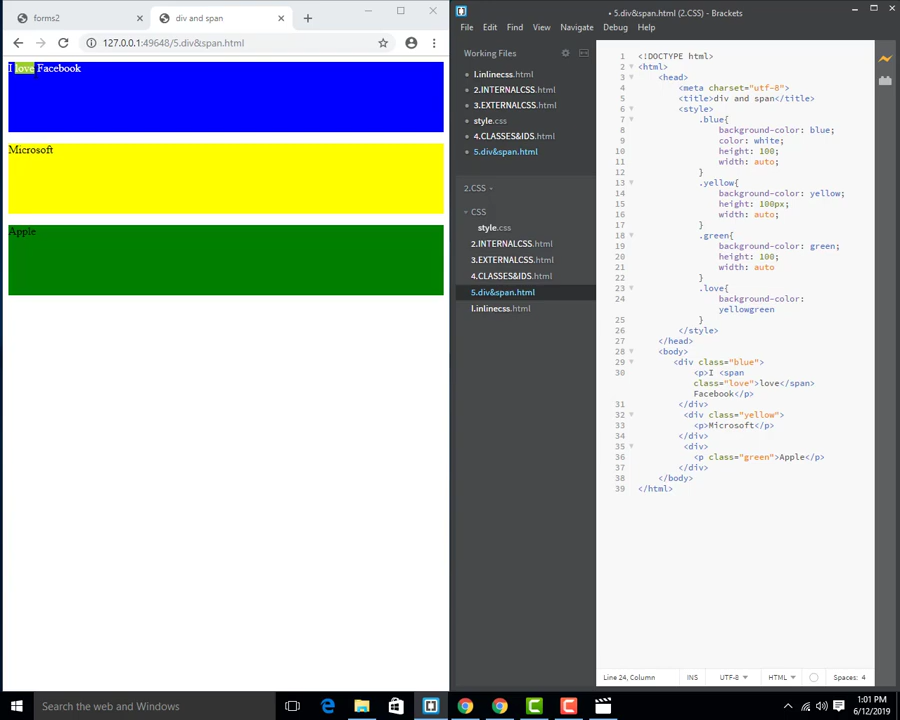 forms2
div and span
127.0.0.1:49648/5.div&span.html
I love Facebook
Microsoft
Apple
• 5.div&span.html (2.CSS) - Brackets
File Edit Find View Navigate
Debug Help
Working Files
l.inlinecss.html
2.INTERNALCSS.html
3.EXTERNALCSS.html
style.css
4.CLASSES&IDS.html
5.div&span.html
2.CSS
CSS
style.css
2.INTERNALCSS.html
3.EXTERNALCSS.html
4.CLASSES&IDS.html
5.div&span.html
l.inlinecss.html
1 <!DOCTYPE html>
2 <html>
3 <head>
4 <meta charset="utf-8">
5 <title>div and span</title>
6 <style>
7 .blue{
8 background-color: blue;
9 color: white;
10 height: 100;
11 width: auto;
12 }
13 .yellow{
14 background-color: yellow;
15 height: 100px;
16 width: auto;
17 }
18 .green{
19 background-color: green;
20 height: 100;
21 width: auto
22 }
23 .love{
24 background-color:
yellowgreen
25 }
26 </style>
27 </head>
28 <body>
29 <div class="blue">
30 <p>I <span
class="love">love</span>
Facebook</p>
31 </div>
32 <div class="yellow">
33 <p>Microsoft</p>
34 </div>
35 <div>
36 <p class="green">Apple</p>
37 </div>
38 </body>
39 </html>
Line 24, Column INS UTF-8 HTML Spaces: 4
Search the web and Windows
1:01 PM
6/12/2019